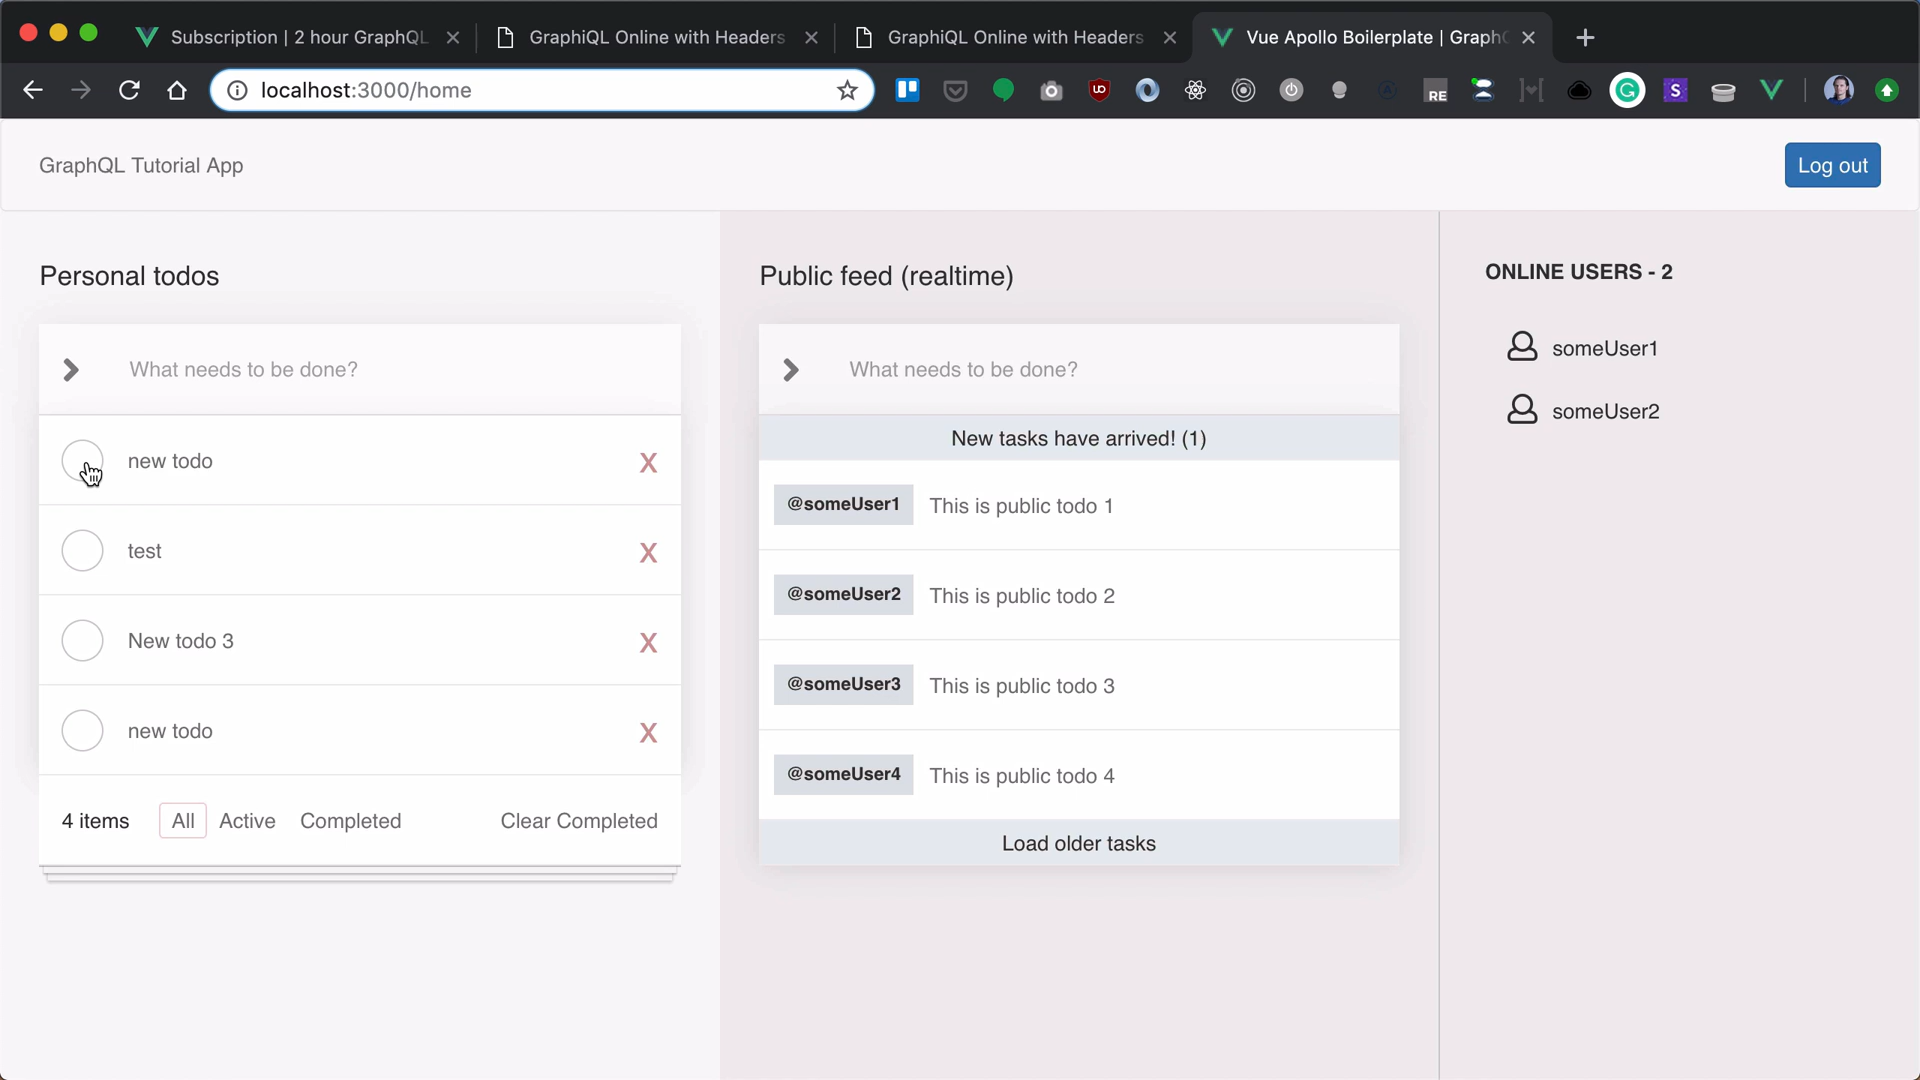 Subscription | 2 hour GraphQL
GraphiQL Online with Headers
GraphiQL Online with Headers
Vue Apollo Boilerplate | Graph
localhost:3000/home
UD
RE
G
S
GraphQL Tutorial App
Log out
Personal todos
What needs to be done?
new todo
X
test
X
New todo 3
X
new todo
X
4 items All Active Completed Clear Completed
Public feed (realtime)
What needs to be done?
New tasks have arrived! (1)
@someUser1 This is public todo 1
@someUser2 This is public todo 2
@someUser3 This is public todo 3
@someUser4 This is public todo 4
Load older tasks
ONLINE USERS - 2
someUser1
someUser2